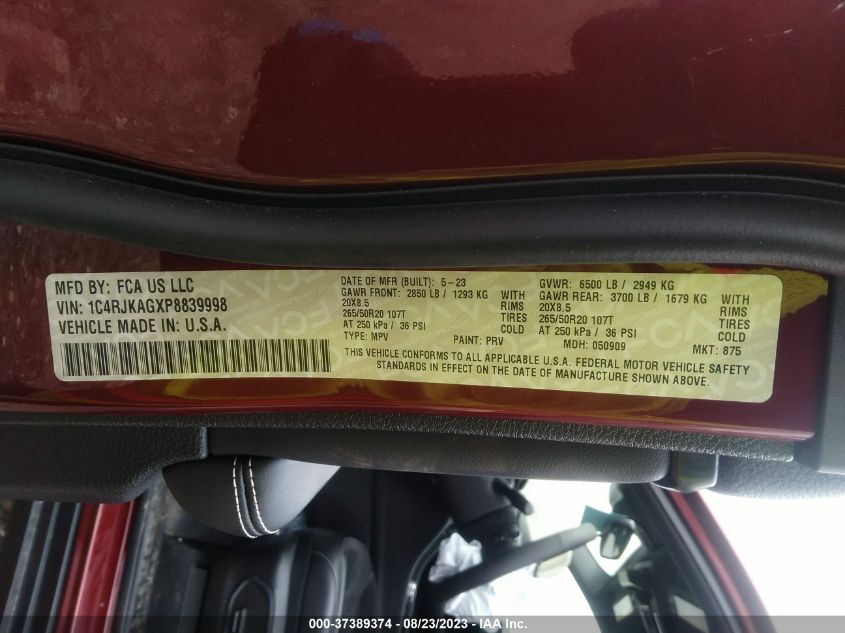 MFD BY: FCA US LLC
VIN: 1C4RJKAGXP8839998
VEHICLE MADE IN: U.S.A.
DATE OF MFR (BUILT): 5-23
GAWR FRONT: 2850 LB / 1293 KG WITH
20X8.5 RIMS
265/50R20 107T TIRES
AT 250 kPa / 36 PSI COLD
TYPE: MPV PAINT: PRV
GVWR: 6500 LB / 2949 KG
GAWR REAR: 3700 LB / 1679 KG WITH
20X8.5 RIMS
265/50R20 107T TIRES
AT 250 kPa / 36 PSI COLD
MDH: 050909 MKT: 875
THIS VEHICLE CONFORMS TO ALL APPLICABLE U.S.A. FEDERAL MOTOR VEHICLE SAFETY
STANDARDS IN EFFECT ON THE DATE OF MANUFACTURE SHOWN ABOVE.
000-37389374 - 08/23/2023 - IAA Inc.